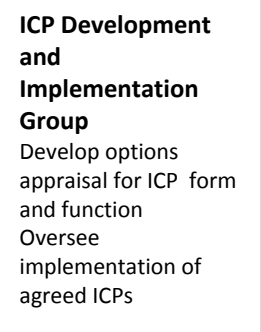 ICP Development
and
Implementation
Group
Develop options
appraisal for ICP  form
and function
Oversee
implementation of
agreed ICPs